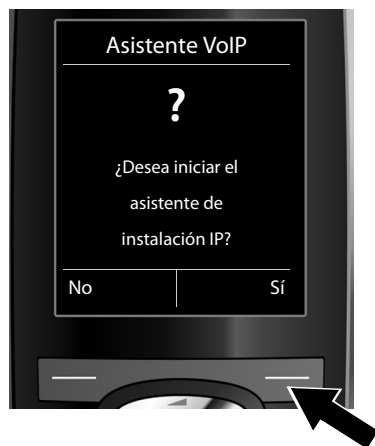 Asistente VoIP
?
¿Desea iniciar el
asistente de
instalación IP?
No Sí